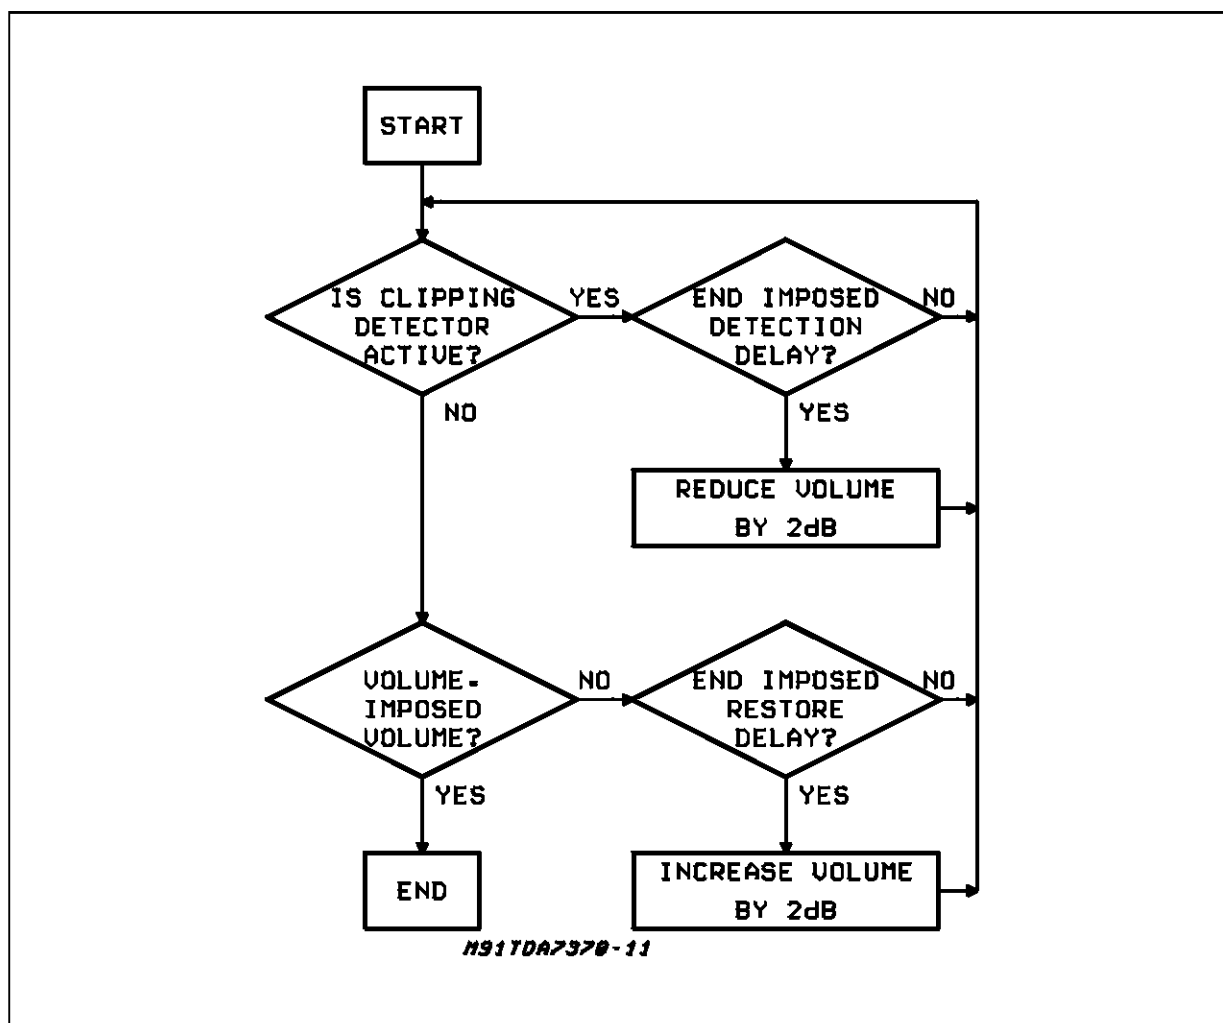 START
IS CLIPPING
DETECTOR
ACTIVE?
YES
END IMPOSED
DETECTION
DELAY?
NO
NO
YES
REDUCE VOLUME
BY 2dB
VOLUME=
IMPOSED
VOLUME?
NO
END IMPOSED
RESTORE
DELAY?
NO
YES
YES
END
INCREASE VOLUME
BY 2dB
M91TDA7370-11